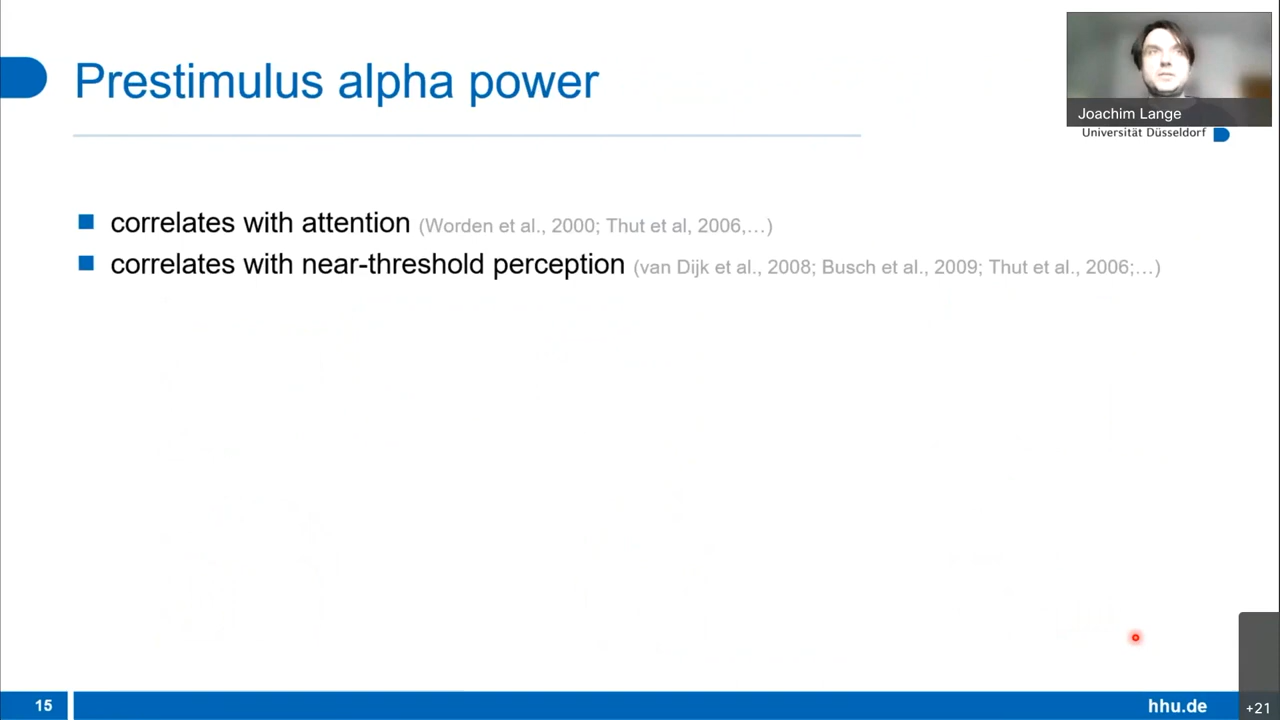 Prestimulus alpha power
Joachim Lange
Universität Düsseldorf
correlates with attention (Worden et al., 2000; Thut et al, 2006,...)
correlates with near-threshold perception (van Dijk et al., 2008; Busch et al., 2009; Thut et al., 2006;...)
15
hhu.de
+21